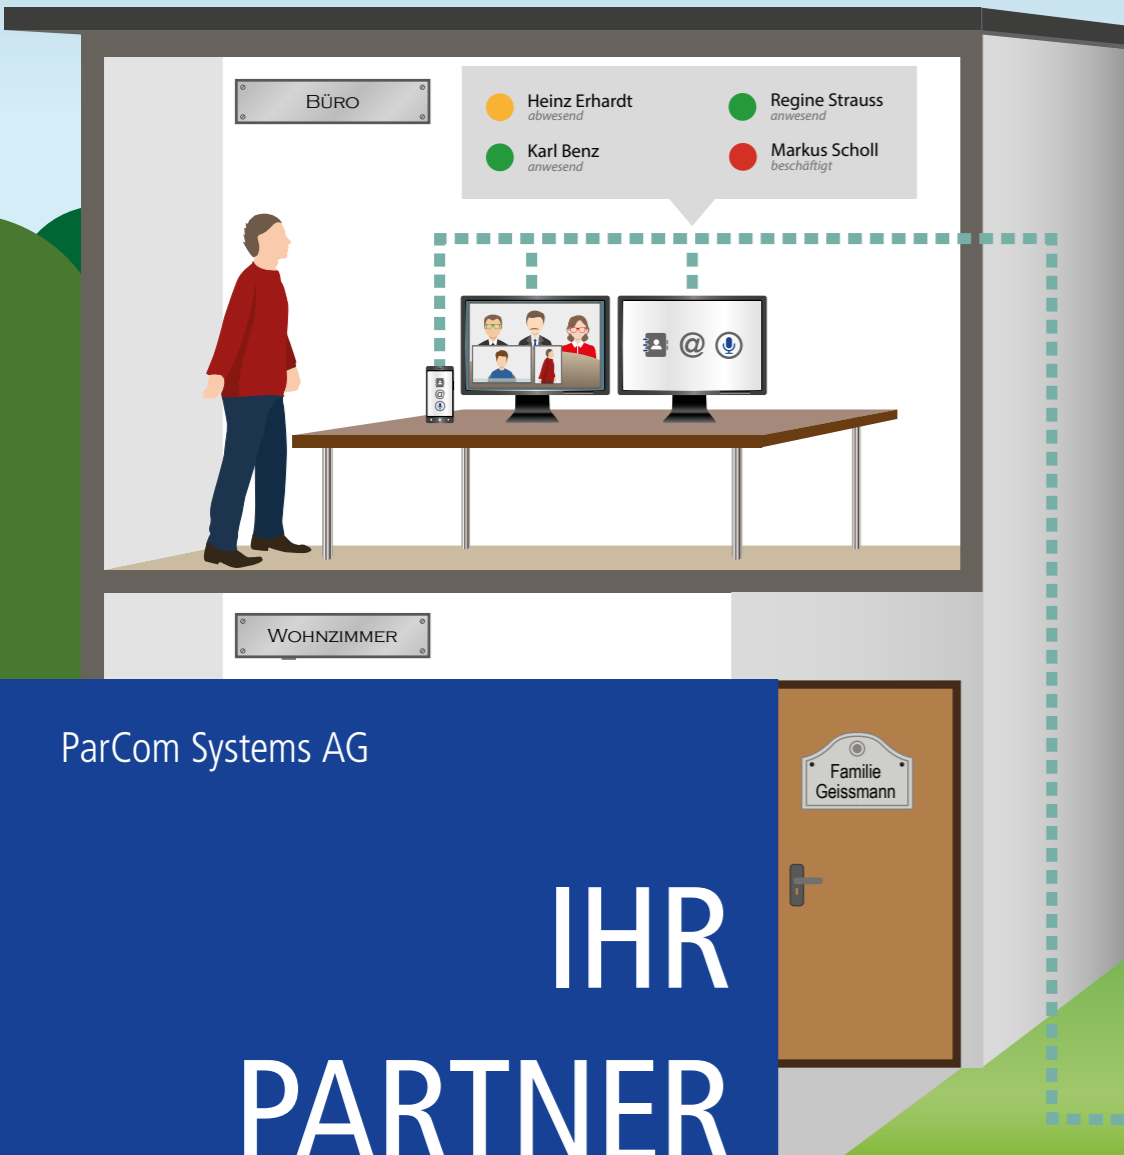 BÜRO
Heinz Erhardt
abwesend
Regine Strauss
anwesend
Karl Benz
anwesend
Markus Scholl
beschäftigt
@
@
WOHNZIMMER
ParCom Systems AG
Familie
Geissmann
IHR
PARTNER